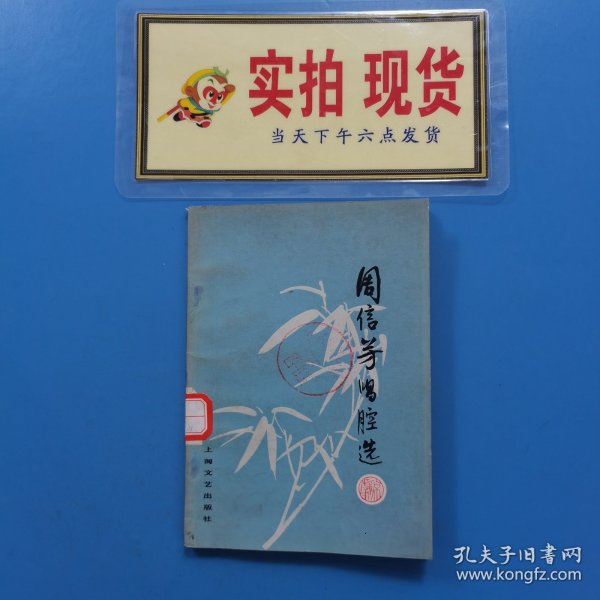 实拍 现货
当天下午六点发货
周信芳唱腔选
上海文艺出版社
孔夫子旧书网
www.kongfz.com